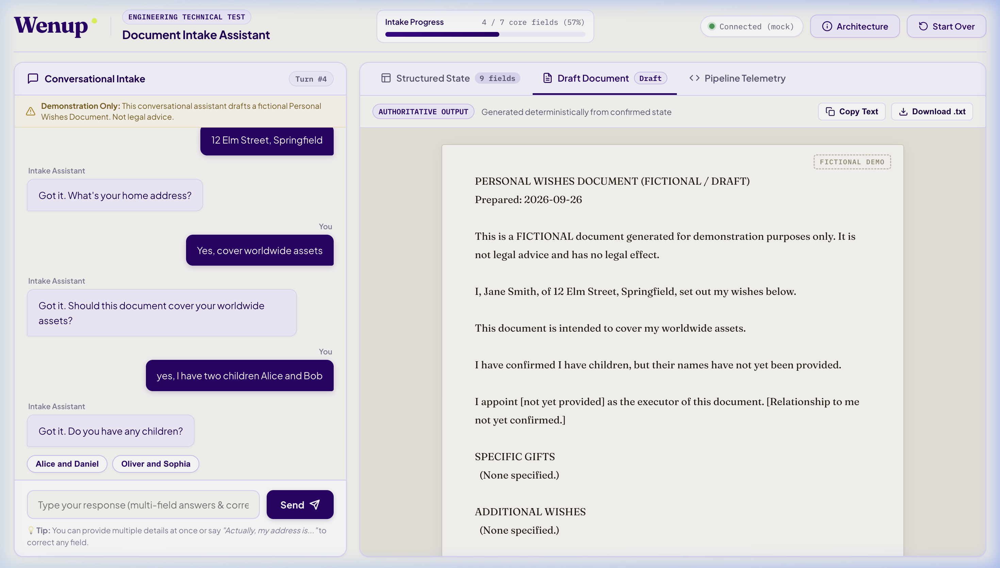 Wenup
ENGINEERING TECHNICAL TEST
Document Intake Assistant
Intake Progress
4 / 7 core fields (57%)
Connected (mock)
Architecture
Start Over
Conversational Intake
Turn #4
Demonstration Only: This conversational assistant drafts a fictional Personal
Wishes Document. Not legal advice.
12 Elm Street, Springfield
Intake Assistant
Got it. What's your home address?
You
Yes, cover worldwide assets
Intake Assistant
Got it. Should this document cover your worldwide
assets?
You
yes, I have two children Alice and Bob
Intake Assistant
Got it. Do you have any children?
Alice and Daniel
Oliver and Sophia
Type your response (multi-field answers & corre
Send
💡 Tip: You can provide multiple details at once or say "Actually, my address is..." to
correct any field.
Structured State
9 fields
Draft Document
Draft
Pipeline Telemetry
AUTHORITATIVE OUTPUT
Generated deterministically from confirmed state
Copy Text
Download .txt
FICTIONAL DEMO
PERSONAL WISHES DOCUMENT (FICTIONAL / DRAFT)
Prepared: 2026-09-26
This is a FICTIONAL document generated for demonstration purposes only. It is
not legal advice and has no legal effect.
I, Jane Smith, of 12 Elm Street, Springfield, set out my wishes below.
This document is intended to cover my worldwide assets.
I have confirmed I have children, but their names have not yet been provided.
I appoint [not yet provided] as the executor of this document. [Relationship to me
not yet confirmed.]
SPECIFIC GIFTS
(None specified.)
ADDITIONAL WISHES
(None specified.)